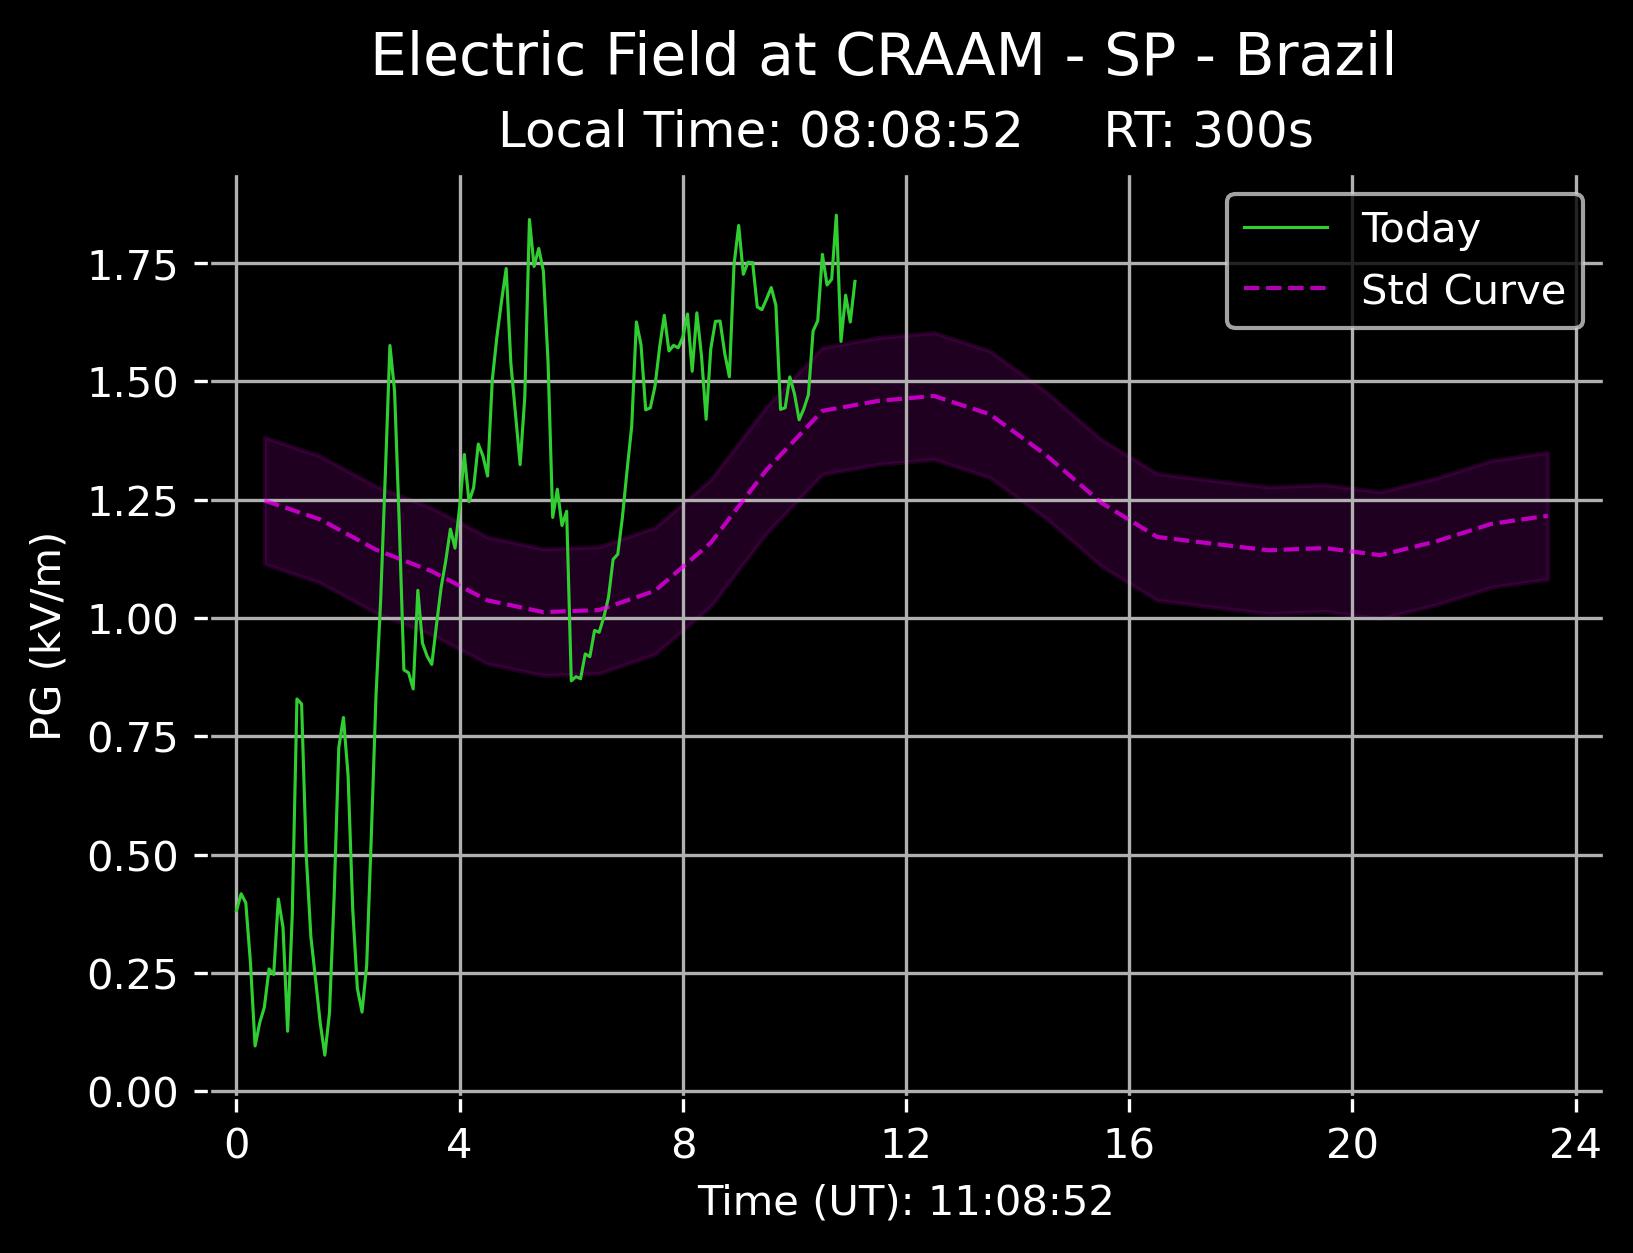 Electric Field at CRAAM - SP - Brazil
Local Time: 08:08:52 RT: 300s
Today
Std Curve
PG (kV/m)
1.75
1.50
1.25
1.00
0.75
0.50
0.25
0.00
0 4 8 12 16 20 24
Time (UT): 11:08:52